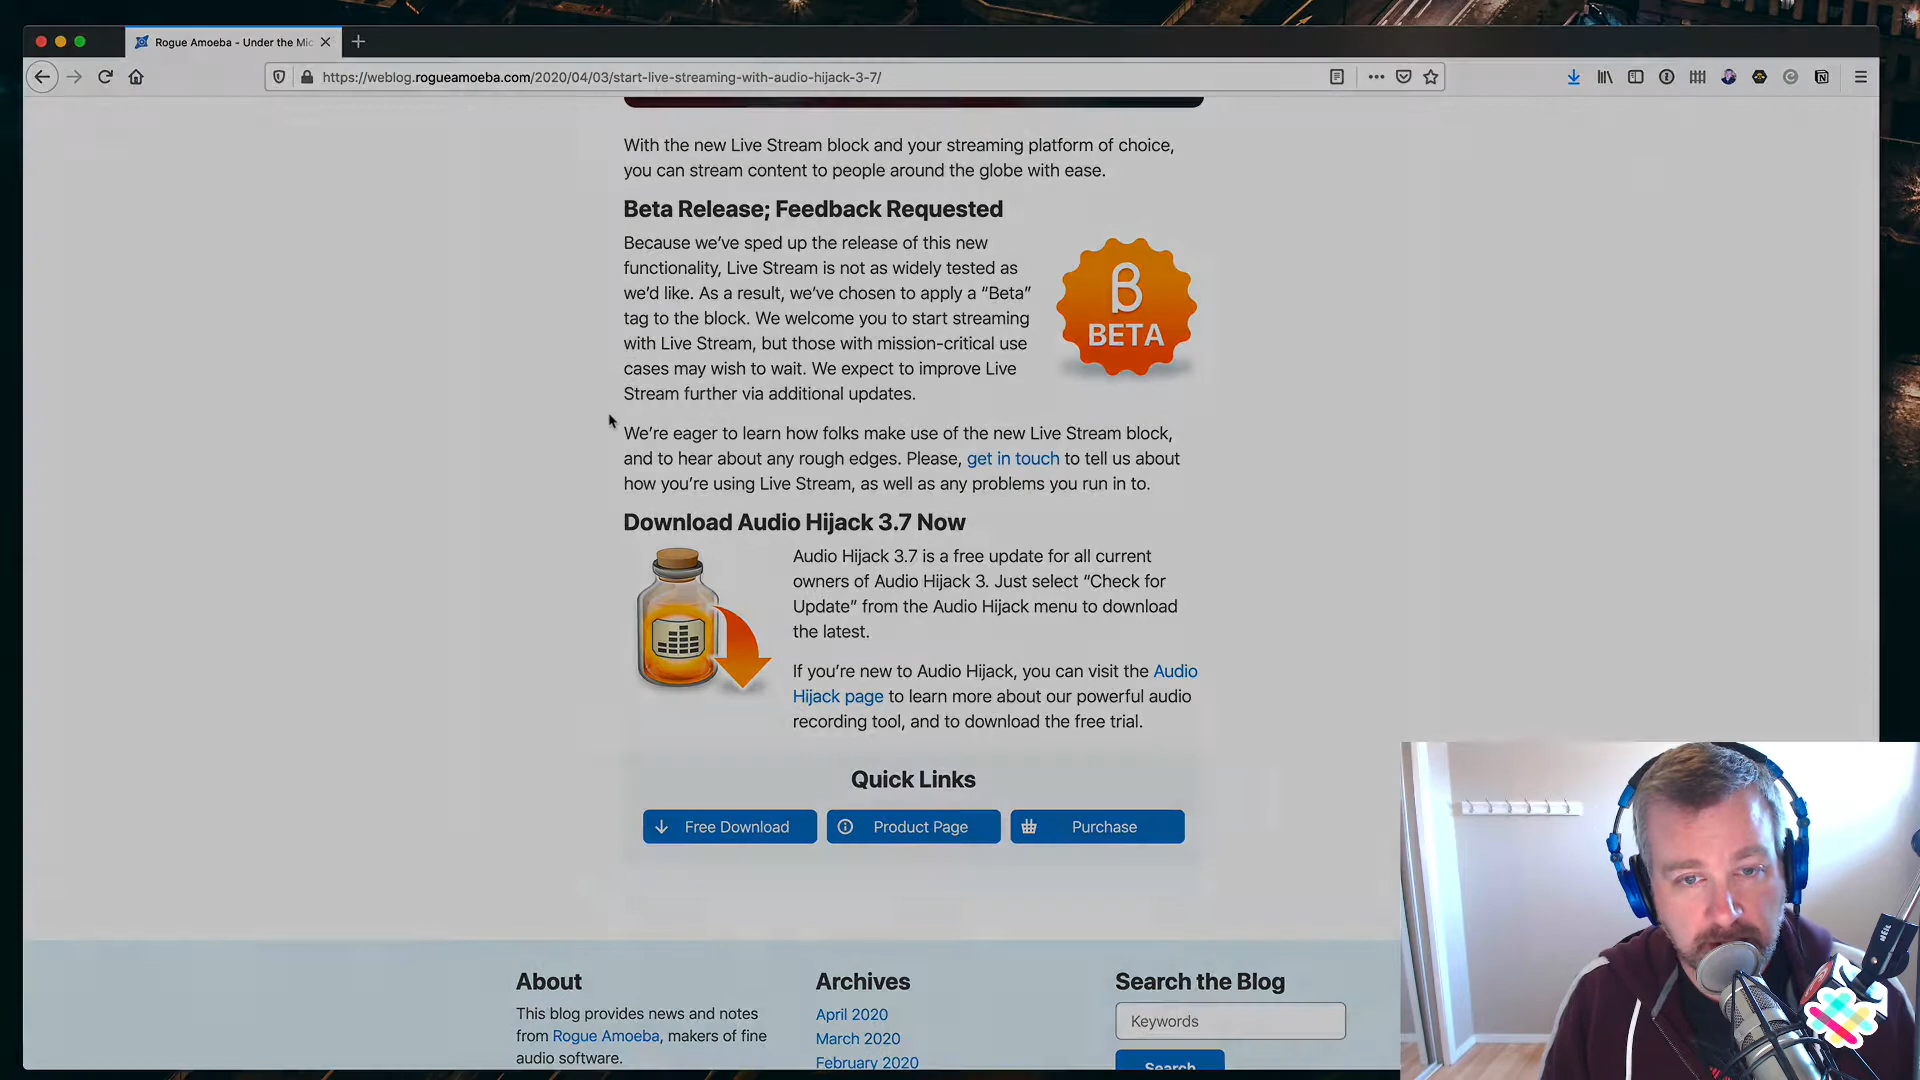 Rogue Amoeba - Under the Mic
https://weblog.rogueamoeba.com/2020/04/03/start-live-streaming-with-audio-hijack-3-7/
With the new Live Stream block and your streaming platform of choice,
you can stream content to people around the globe with ease.
Beta Release; Feedback Requested
Because we’ve sped up the release of this new
functionality, Live Stream is not as widely tested as
we’d like. As a result, we’ve chosen to apply a “Beta”
tag to the block. We welcome you to start streaming
with Live Stream, but those with mission-critical use
cases may wish to wait. We expect to improve Live
Stream further via additional updates.
β
BETA
We’re eager to learn how folks make use of the new Live Stream block,
and to hear about any rough edges. Please, get in touch to tell us about
how you’re using Live Stream, as well as any problems you run in to.
Download Audio Hijack 3.7 Now
Audio Hijack 3.7 is a free update for all current
owners of Audio Hijack 3. Just select “Check for
Update” from the Audio Hijack menu to download
the latest.
If you’re new to Audio Hijack, you can visit the Audio
Hijack page to learn more about our powerful audio
recording tool, and to download the free trial.
Quick Links
Free Download
Product Page
Purchase
About
This blog provides news and notes
from Rogue Amoeba, makers of fine
audio software.
Archives
April 2020
March 2020
February 2020
Search the Blog
Keywords
Search